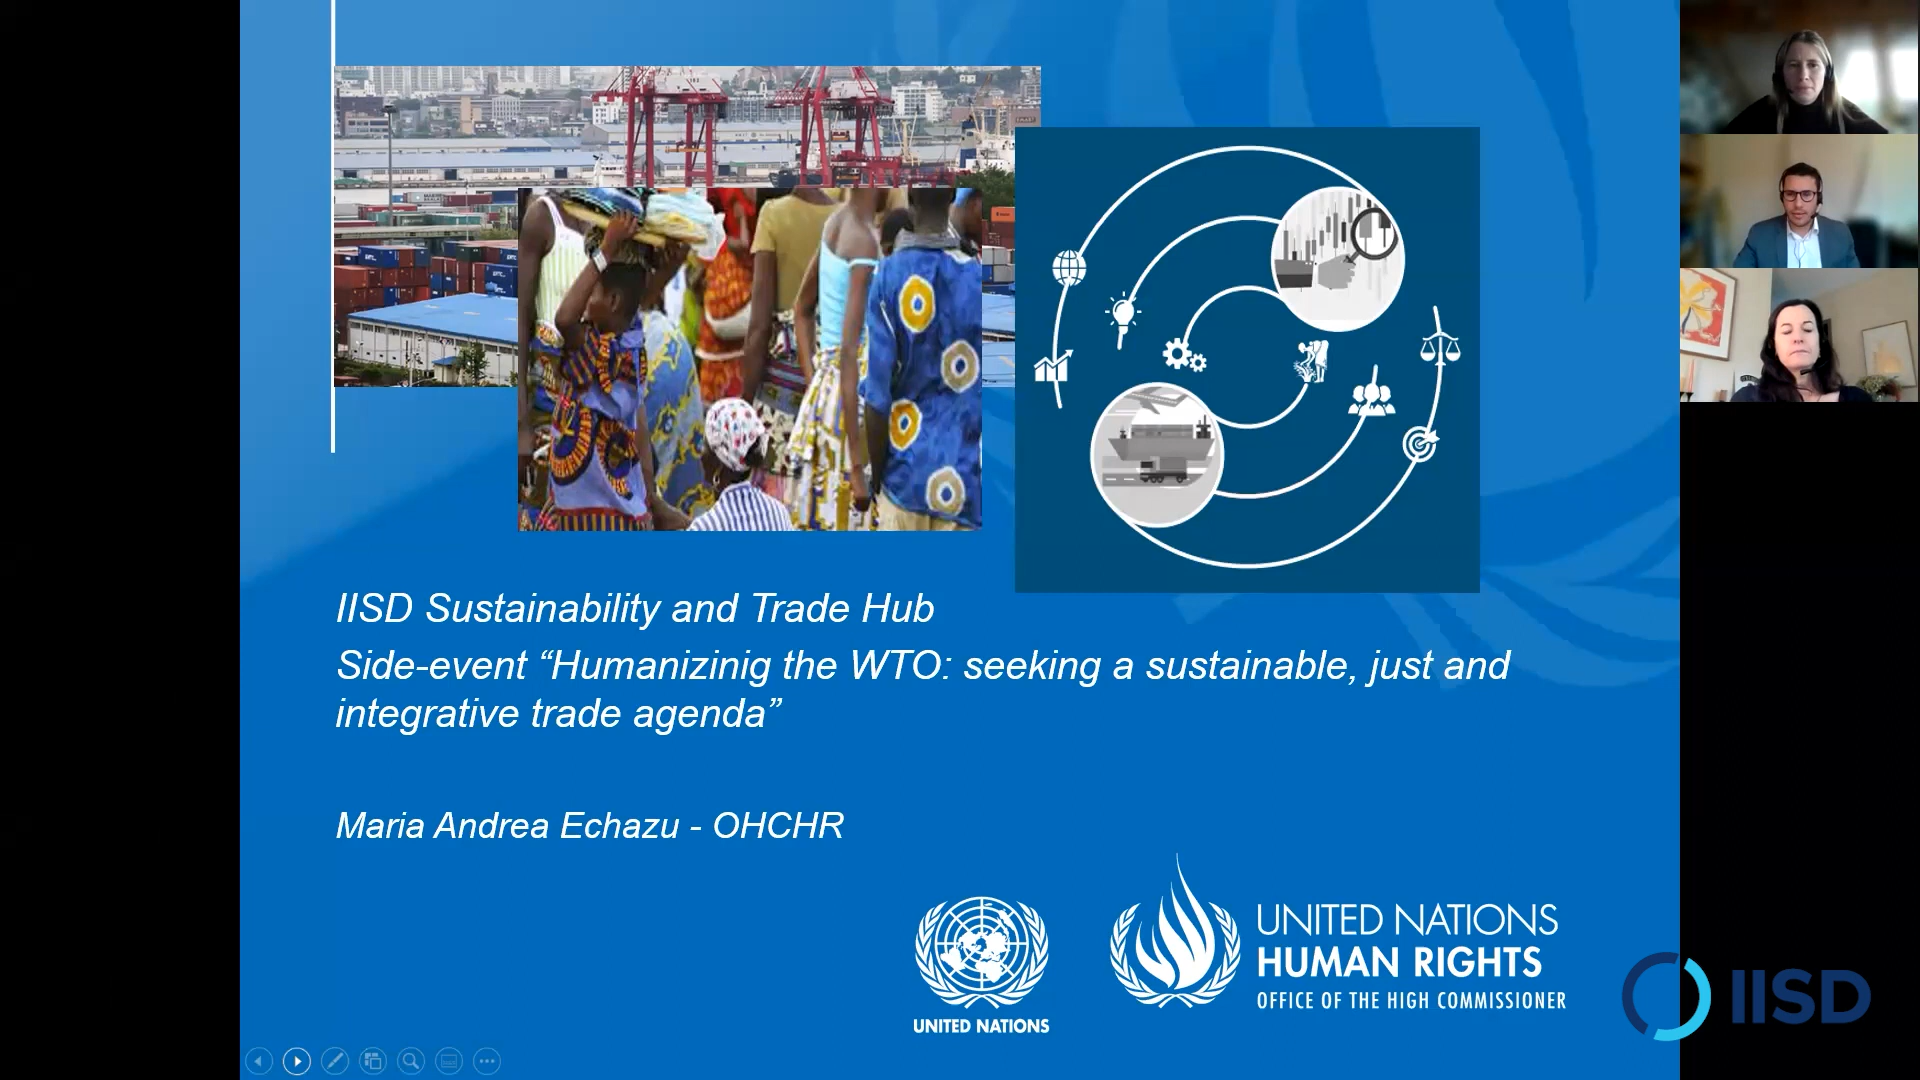 IISD Sustainability and Trade Hub
Side-event “Humanizinig the WTO: seeking a sustainable, just and
integrative trade agenda”
Maria Andrea Echazu - OHCHR
UNITED NATIONS
UNITED NATIONS
HUMAN RIGHTS
OFFICE OF THE HIGH COMMISSIONER
IISD